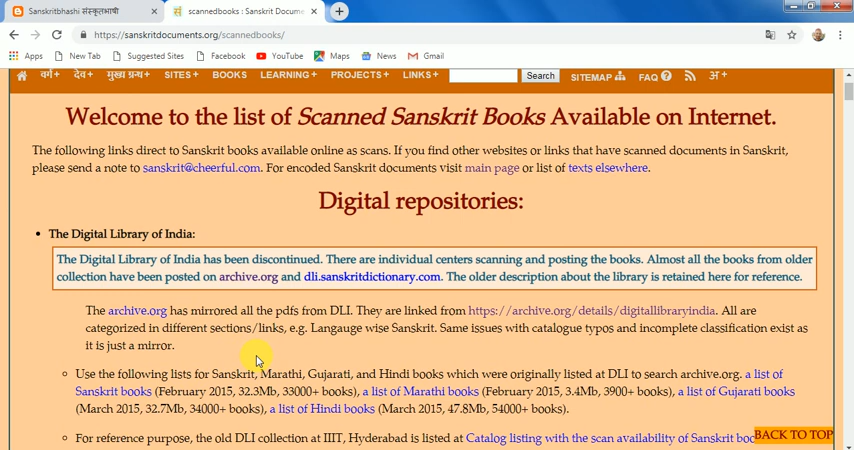 Sanskritbhashi संस्कृतभाषी
scannedbooks : Sanskrit Docume
https://sanskritdocuments.org/scannedbooks/
Apps New Tab Suggested Sites Facebook YouTube Maps News Gmail
वर्ग+ देव+ मुख्य ग्रन्थ+ SITES+ BOOKS LEARNING+ PROJECTS+ LINKS+ Search SITEMAP FAQ अ+
Welcome to the list of Scanned Sanskrit Books Available on Internet.
The following links direct to Sanskrit books available online as scans. If you find other websites or links that have scanned documents in Sanskrit,
please send a note to sanskrit@cheerful.com. For encoded Sanskrit documents visit main page or list of texts elsewhere.
Digital repositories:
• The Digital Library of India:
The Digital Library of India has been discontinued. There are individual centers scanning and posting the books. Almost all the books from older
collection have been posted on archive.org and dli.sanskritdictionary.com. The older description about the library is retained here for reference.
The archive.org has mirrored all the pdfs from DLI. They are linked from https://archive.org/details/digitallibraryindia. All are
categorized in different sections/links, e.g. Langauge wise Sanskrit. Same issues with catalogue typos and incomplete classification exist as
it is just a mirror.
Use the following lists for Sanskrit, Marathi, Gujarati, and Hindi books which were originally listed at DLI to search archive.org. a list of
Sanskrit books (February 2015, 32.3Mb, 33000+ books), a list of Marathi books (February 2015, 3.4Mb, 3900+ books), a list of Gujarati books
(March 2015, 32.7Mb, 34000+ books), a list of Hindi books (March 2015, 47.8Mb, 54000+ books).
For reference purpose, the old DLI collection at IIIT, Hyderabad is listed at Catalog listing with the scan availability of Sanskrit boo
BACK TO TOP